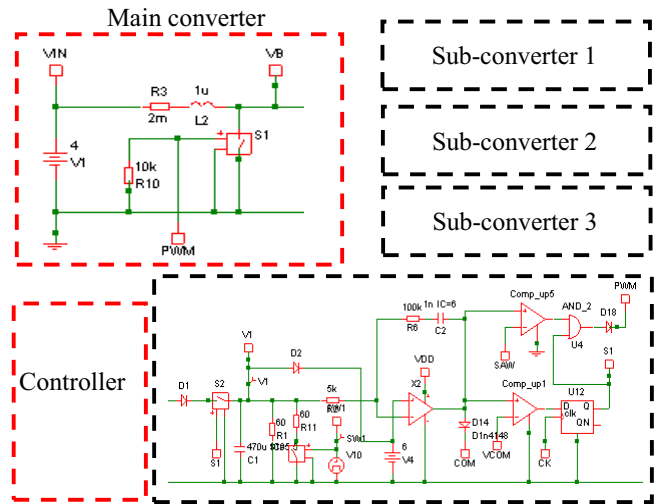 Main converter
VIN
VB
R3
1u
2m
L2
S1
4
V1
10k
R10
PWM
Sub-converter 1
Sub-converter 2
Sub-converter 3
Controller
PWM
100k
1n IC=6
Comp_up5
AND_2
D18
R6
C2
U4
SAW
S1
V1
D2
VDD
D1
S2
V1
5k
X2
Comp_up1
U12
D
Q
clk
QN
60
R1
60
R11
SW1
D14
D1n4148
470u
C1
V10
6
V4
S1
COM
VCOM
CK